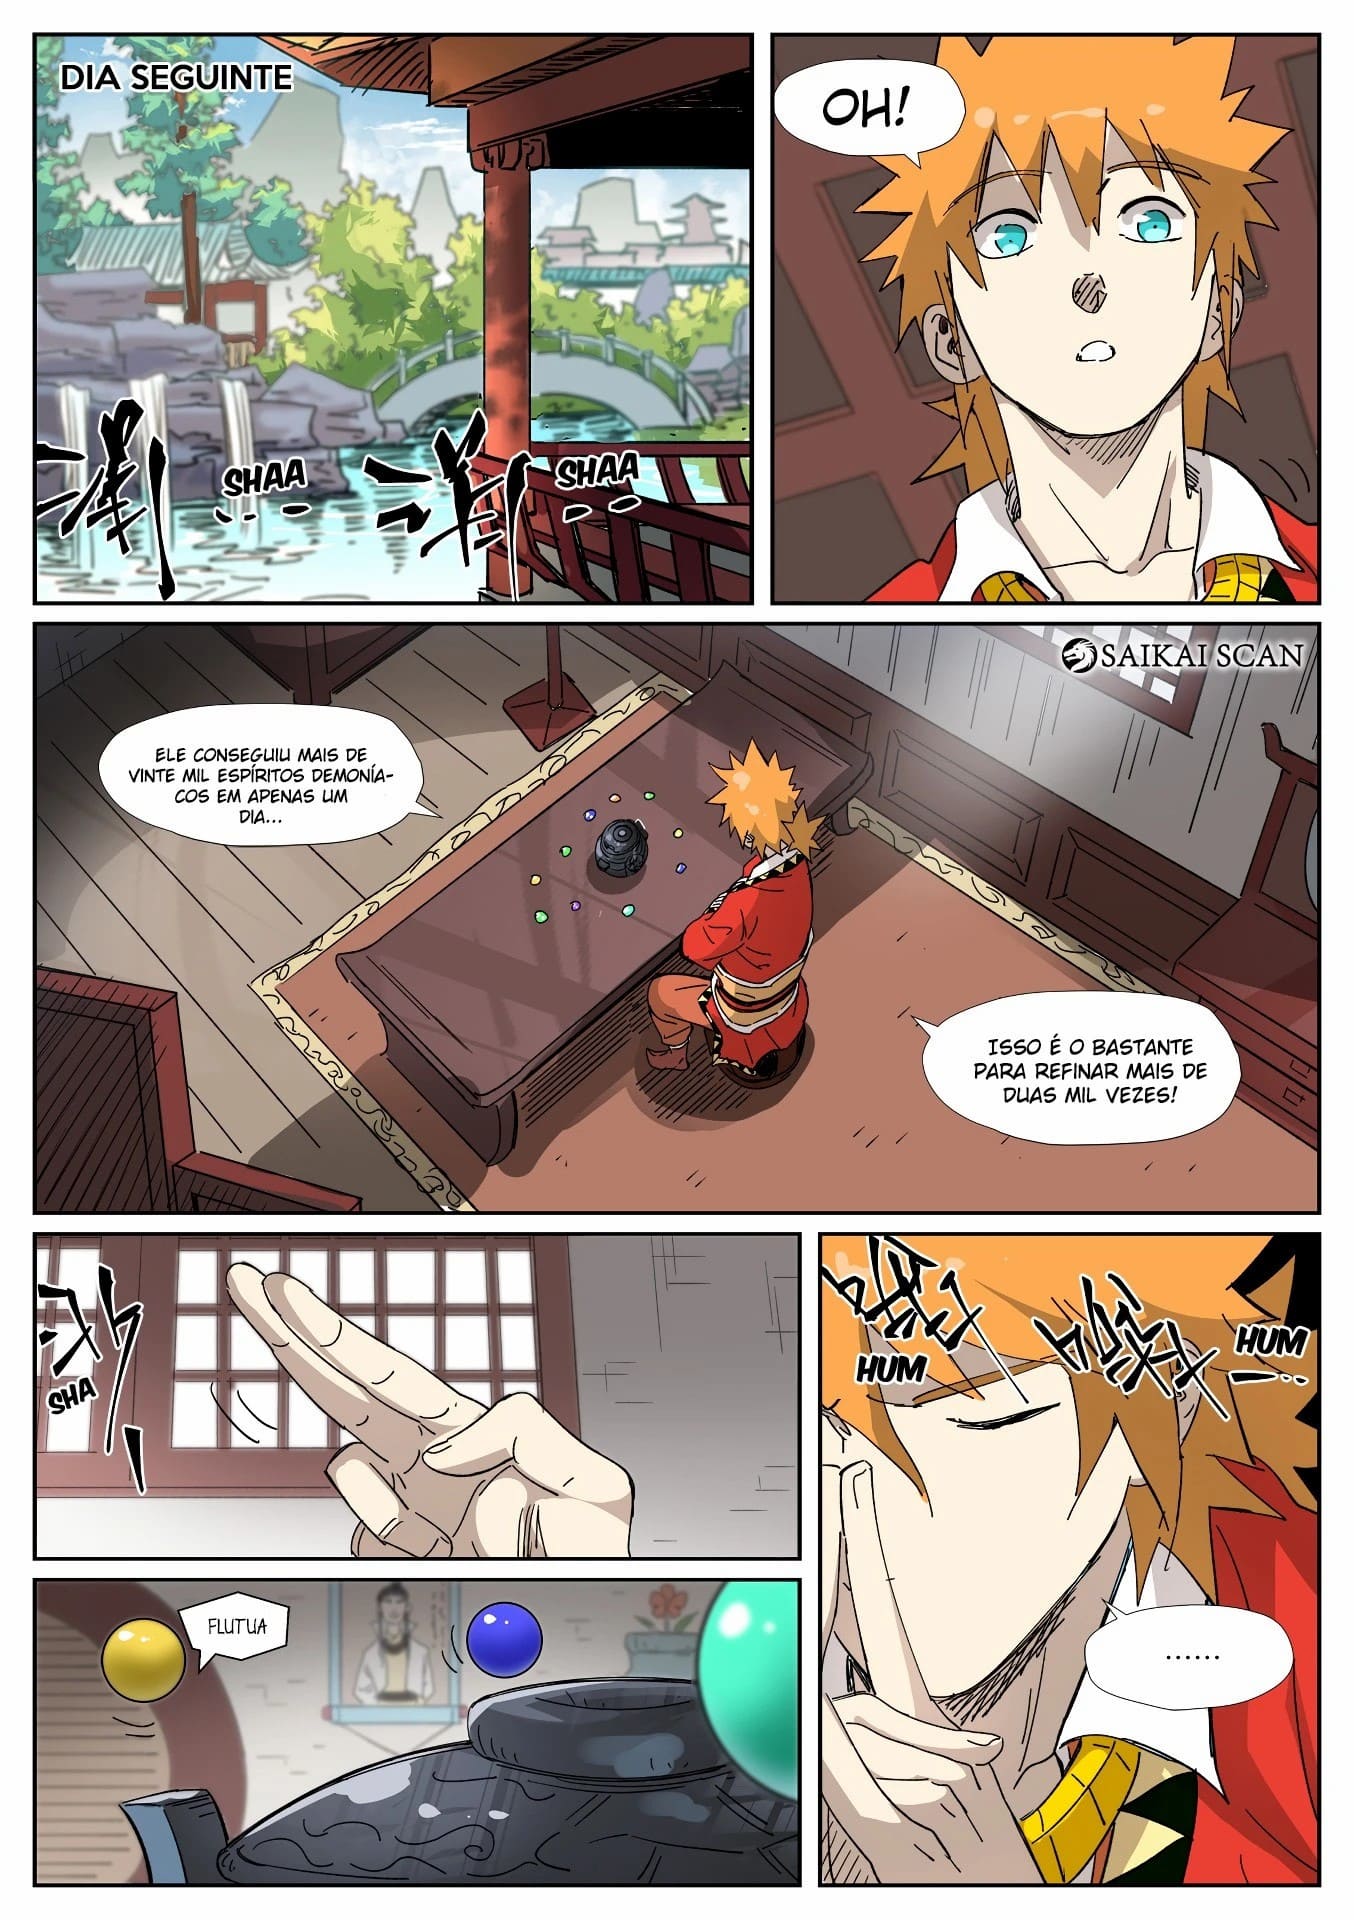 DIA SEGUINTE
OH!
SHAA
SHAA
SAIKAI SCAN
ELE CONSEGUIU MAIS DE
VINTE MIL ESPÍRITOS DEMONÍA-
COS EM APENAS UM
DIA...
ISSO É O BASTANTE
PARA REFINAR MAIS DE
DUAS MIL VEZES!
SHA
HUM
HUM
FLUTUA
......